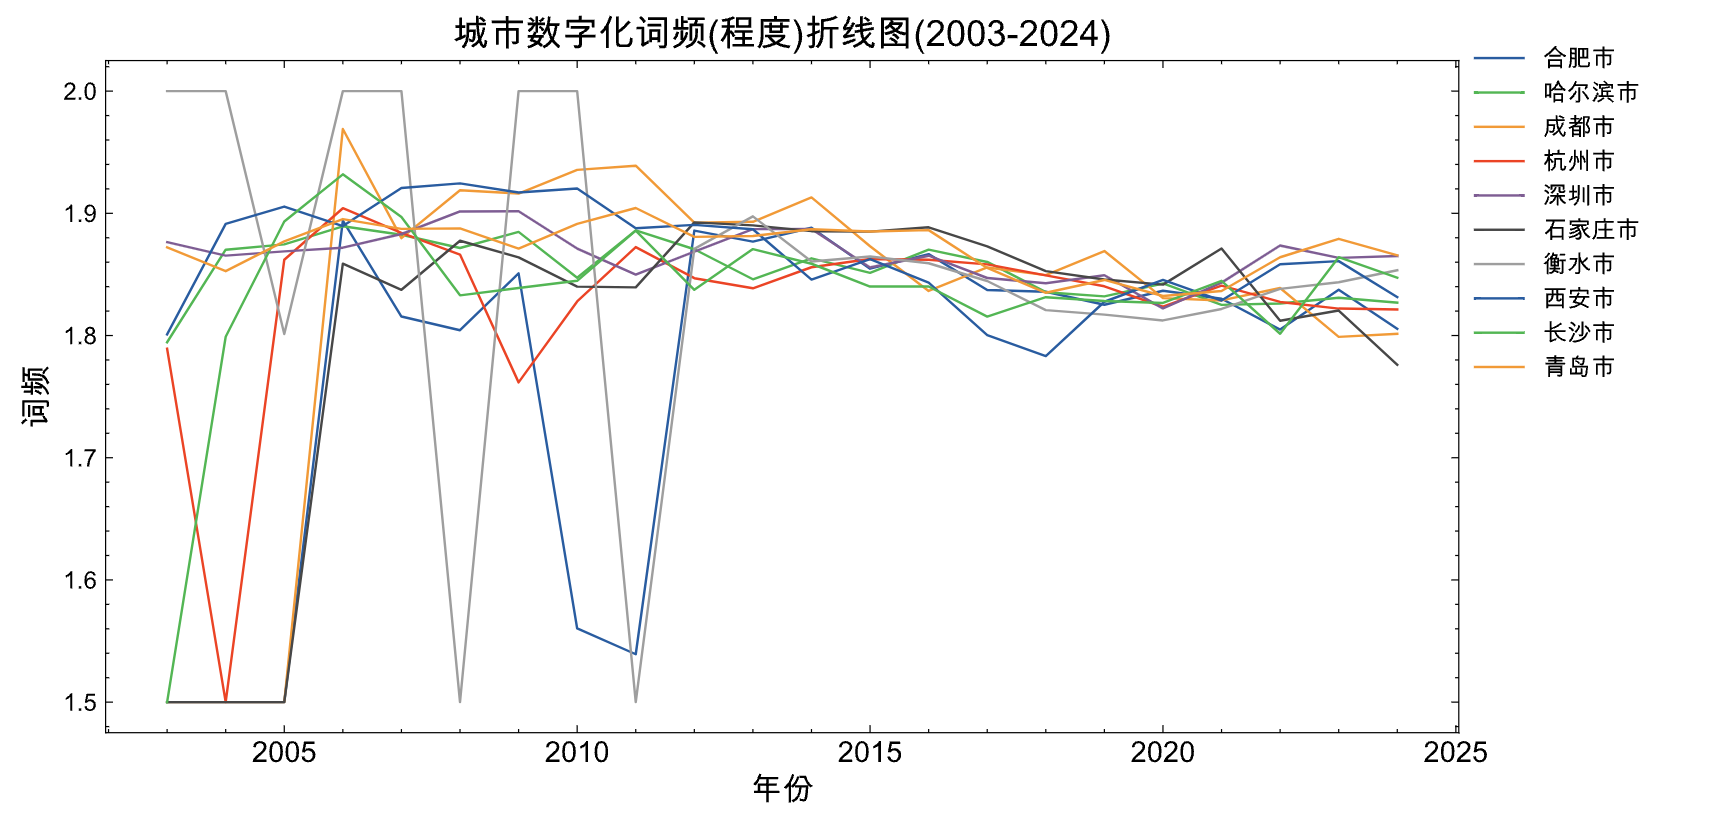 城市数字化词频(程度)折线图(2003-2024)
合肥市
哈尔滨市
成都市
杭州市
深圳市
石家庄市
衡水市
西安市
长沙市
青岛市
词频
2.0
1.9
1.8
1.7
1.6
1.5
2005 2010 2015 2020 2025
年份